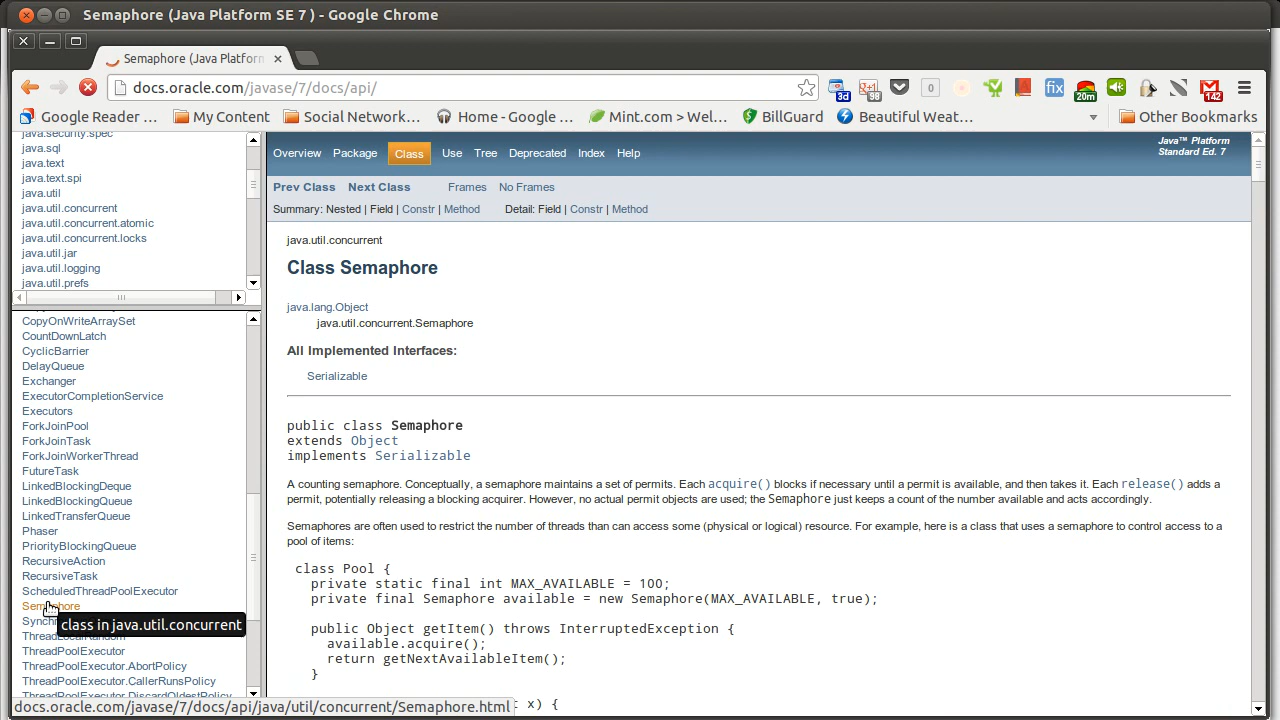 Semaphore (Java Platform SE 7 ) - Google Chrome
Semaphore (Java Platform
docs.oracle.com/javase/7/docs/api/
3d
98
0
fix
20m
142
Google Reader ...
My Content
Social Network...
Home - Google ...
Mint.com > Wel...
BillGuard
Beautiful Weat...
Other Bookmarks
java.security.spec
java.sql
java.text
java.text.spi
java.util
java.util.concurrent
java.util.concurrent.atomic
java.util.concurrent.locks
java.util.jar
java.util.logging
java.util.prefs
CopyOnWriteArraySet
CountDownLatch
CyclicBarrier
DelayQueue
Exchanger
ExecutorCompletionService
Executors
ForkJoinPool
ForkJoinTask
ForkJoinWorkerThread
FutureTask
LinkedBlockingDeque
LinkedBlockingQueue
LinkedTransferQueue
Phaser
PriorityBlockingQueue
RecursiveAction
RecursiveTask
ScheduledThreadPoolExecutor
Semaphore
class in java.util.concurrent
ThreadLocalRandom
ThreadPoolExecutor
ThreadPoolExecutor.AbortPolicy
ThreadPoolExecutor.CallerRunsPolicy
ThreadPoolExecutor.DiscardOldestPolicy
docs.oracle.com/javase/7/docs/api/java/util/concurrent/Semaphore.html
Overview Package Class Use Tree Deprecated Index Help
Java™ Platform
Standard Ed. 7
Prev Class Next Class Frames No Frames
Summary: Nested | Field | Constr | Method Detail: Field | Constr | Method
java.util.concurrent
Class Semaphore
java.lang.Object
java.util.concurrent.Semaphore
All Implemented Interfaces:
Serializable
public class Semaphore
extends Object
implements Serializable
A counting semaphore. Conceptually, a semaphore maintains a set of permits. Each acquire() blocks if necessary until a permit is available, and then takes it. Each release() adds a
permit, potentially releasing a blocking acquirer. However, no actual permit objects are used; the Semaphore just keeps a count of the number available and acts accordingly.
Semaphores are often used to restrict the number of threads than can access some (physical or logical) resource. For example, here is a class that uses a semaphore to control access to a
pool of items:
class Pool {
private static final int MAX_AVAILABLE = 100;
private final Semaphore available = new Semaphore(MAX_AVAILABLE, true);
public Object getItem() throws InterruptedException {
available.acquire();
return getNextAvailableItem();
}
x) {